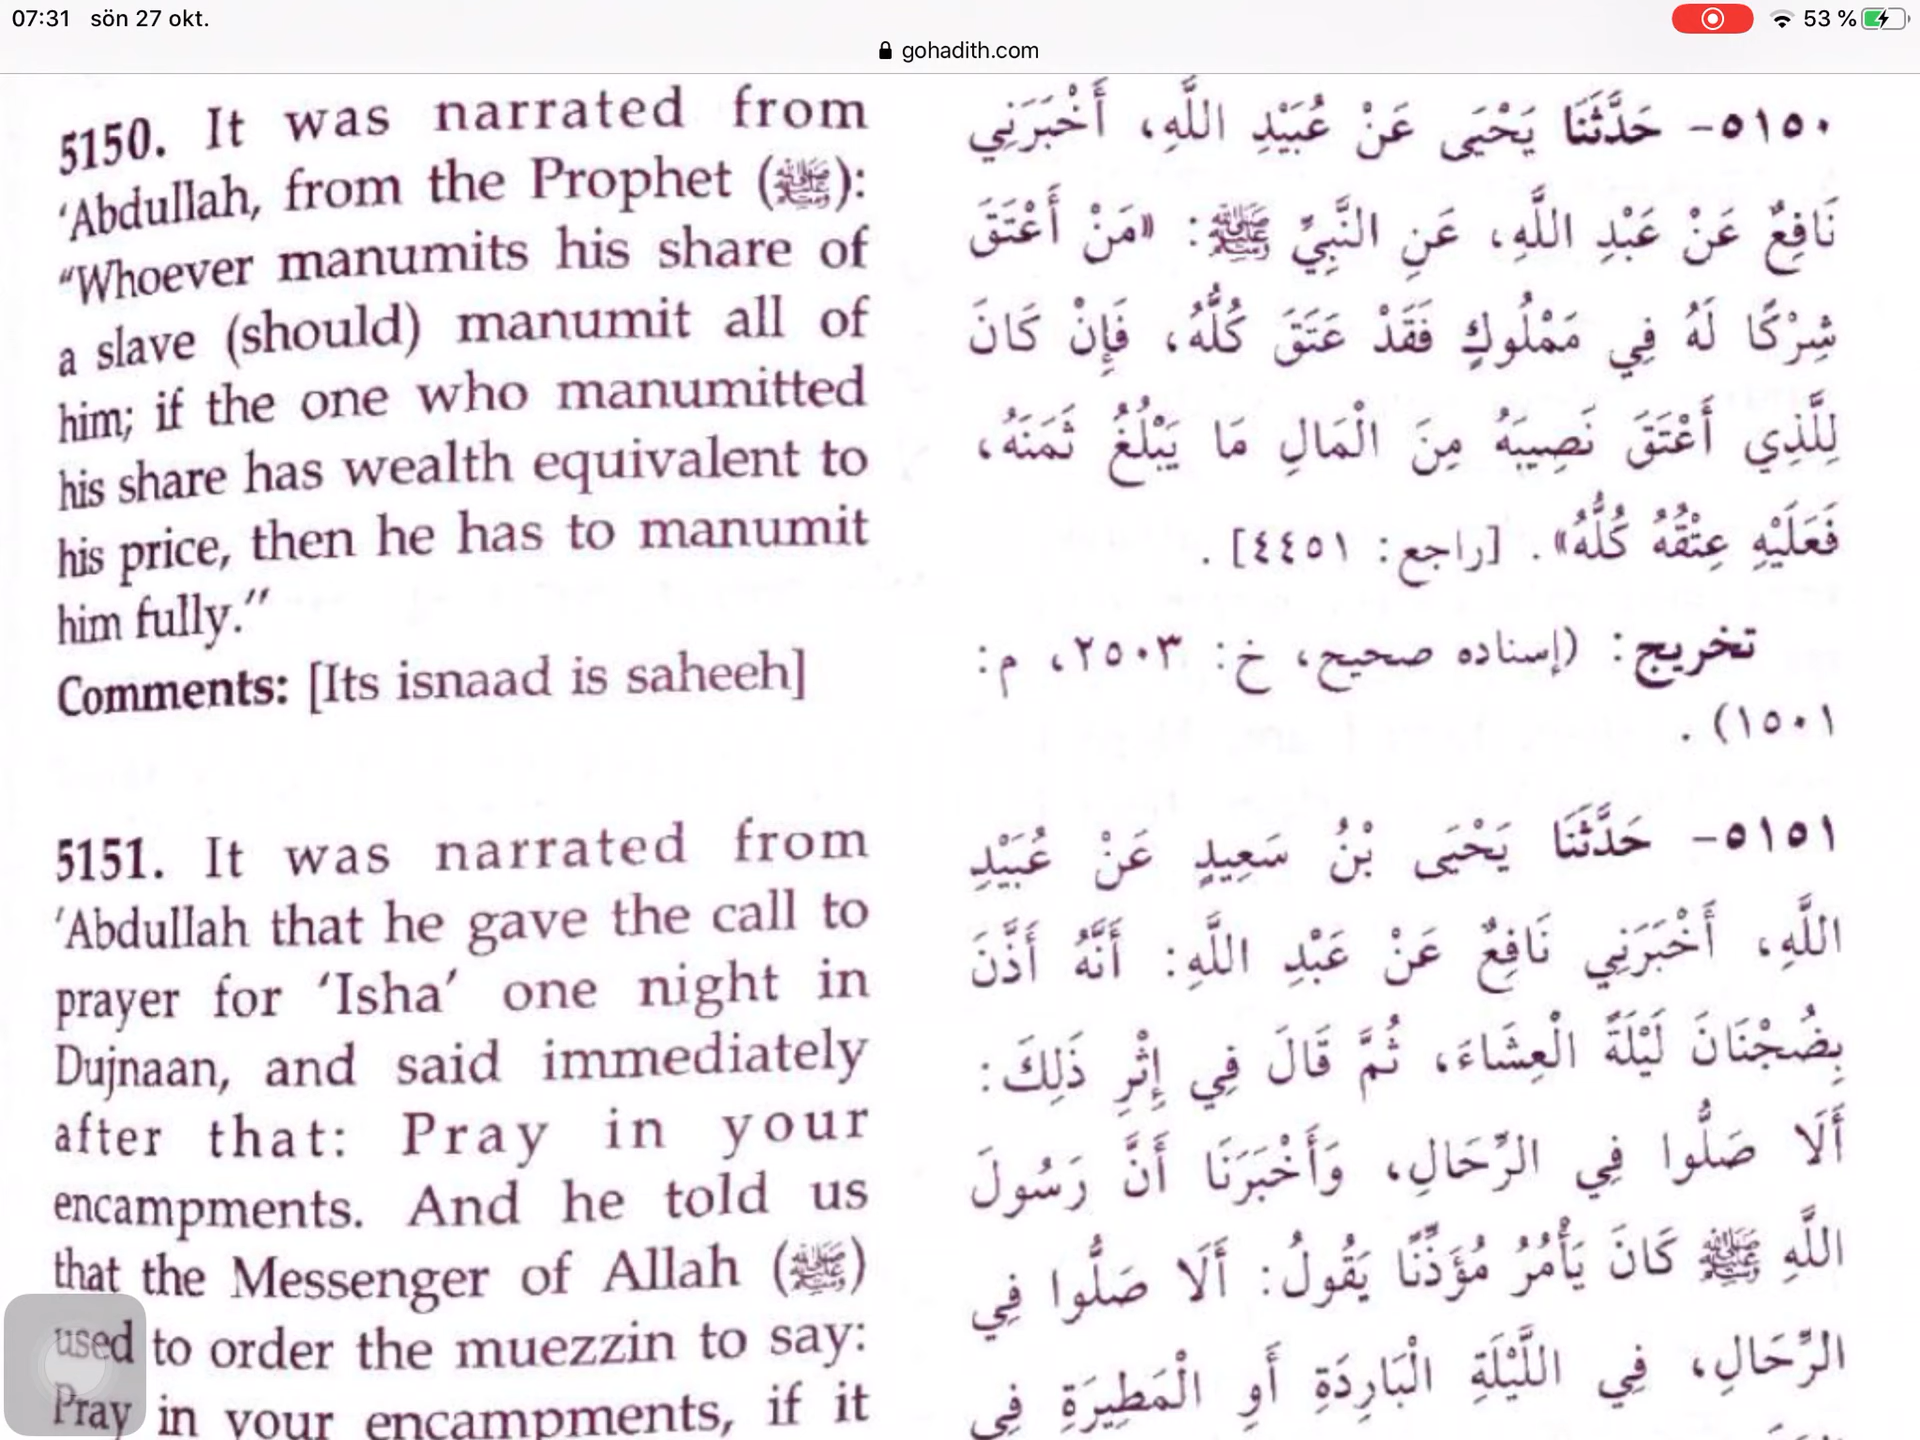 07:31 sön 27 okt.
53 %
gohadith.com
5150. It was narrated from
'Abdullah, from the Prophet (ﷺ):
"Whoever manumits his share of
a slave (should) manumit all of
him; if the one who manumitted
his share has wealth equivalent to
his price, then he has to manumit
him fully."
Comments: [Its isnaad is saheeh]
5151. It was narrated from
'Abdullah that he gave the call to
prayer for 'Isha' one night in
Dujnaan, and said immediately
after that: Pray in your
encampments. And he told us
that the Messenger of Allah (ﷺ)
used to order the muezzin to say:
Pray in your encampments, if it
٥١٥٠- حَدَّثَنَا يَحْيَى عَنْ عُبَيْدِ اللَّهِ، أَخْبَرَنِي
نَافِعٌ عَنْ عَبْدِ اللَّهِ، عَنِ النَّبِيِّ ﷺ: «مَنْ أَعْتَقَ
شِرْكًا لَهُ فِي مَمْلُوكٍ فَقَدْ عَتَقَ كُلُّهُ، فَإِنْ كَانَ
لِلَّذِي أَعْتَقَ نَصِيبَهُ مِنَ الْمَالِ مَا يَبْلُغُ ثَمَنَهُ،
فَعَلَيْهِ عِتْقُهُ كُلُّهُ». [راجع: ٤٤٥١].
تخريج: (إسناده صحيح، خ: ٢٥٠٣، م:
١٥٠١).
٥١٥١- حَدَّثَنَا يَحْيَى بْنُ سَعِيدٍ عَنْ عُبَيْدِ
اللَّهِ، أَخْبَرَنِي نَافِعٌ عَنْ عَبْدِ اللَّهِ: أَنَّهُ أَذَّنَ
بِضُجْنَانَ لَيْلَةً الْعِشَاءَ، ثُمَّ قَالَ فِي إِثْرِ ذَلِكَ:
أَلَا صَلُّوا فِي الرِّحَالِ، وَأَخْبَرَنَا أَنَّ رَسُولَ
اللَّهِ ﷺ كَانَ يَأْمُرُ مُؤَذِّنًا يَقُولُ: أَلَا صَلُّوا فِي
الرِّحَالِ، فِي اللَّيْلَةِ الْبَارِدَةِ أَوِ الْمَطِيرَةِ فِي